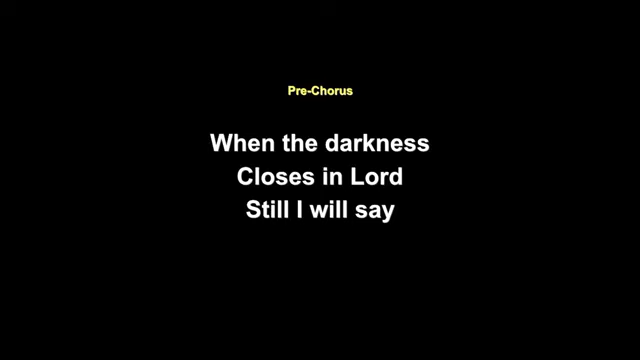 Pre-Chorus
When the darkness
Closes in Lord
Still I will say